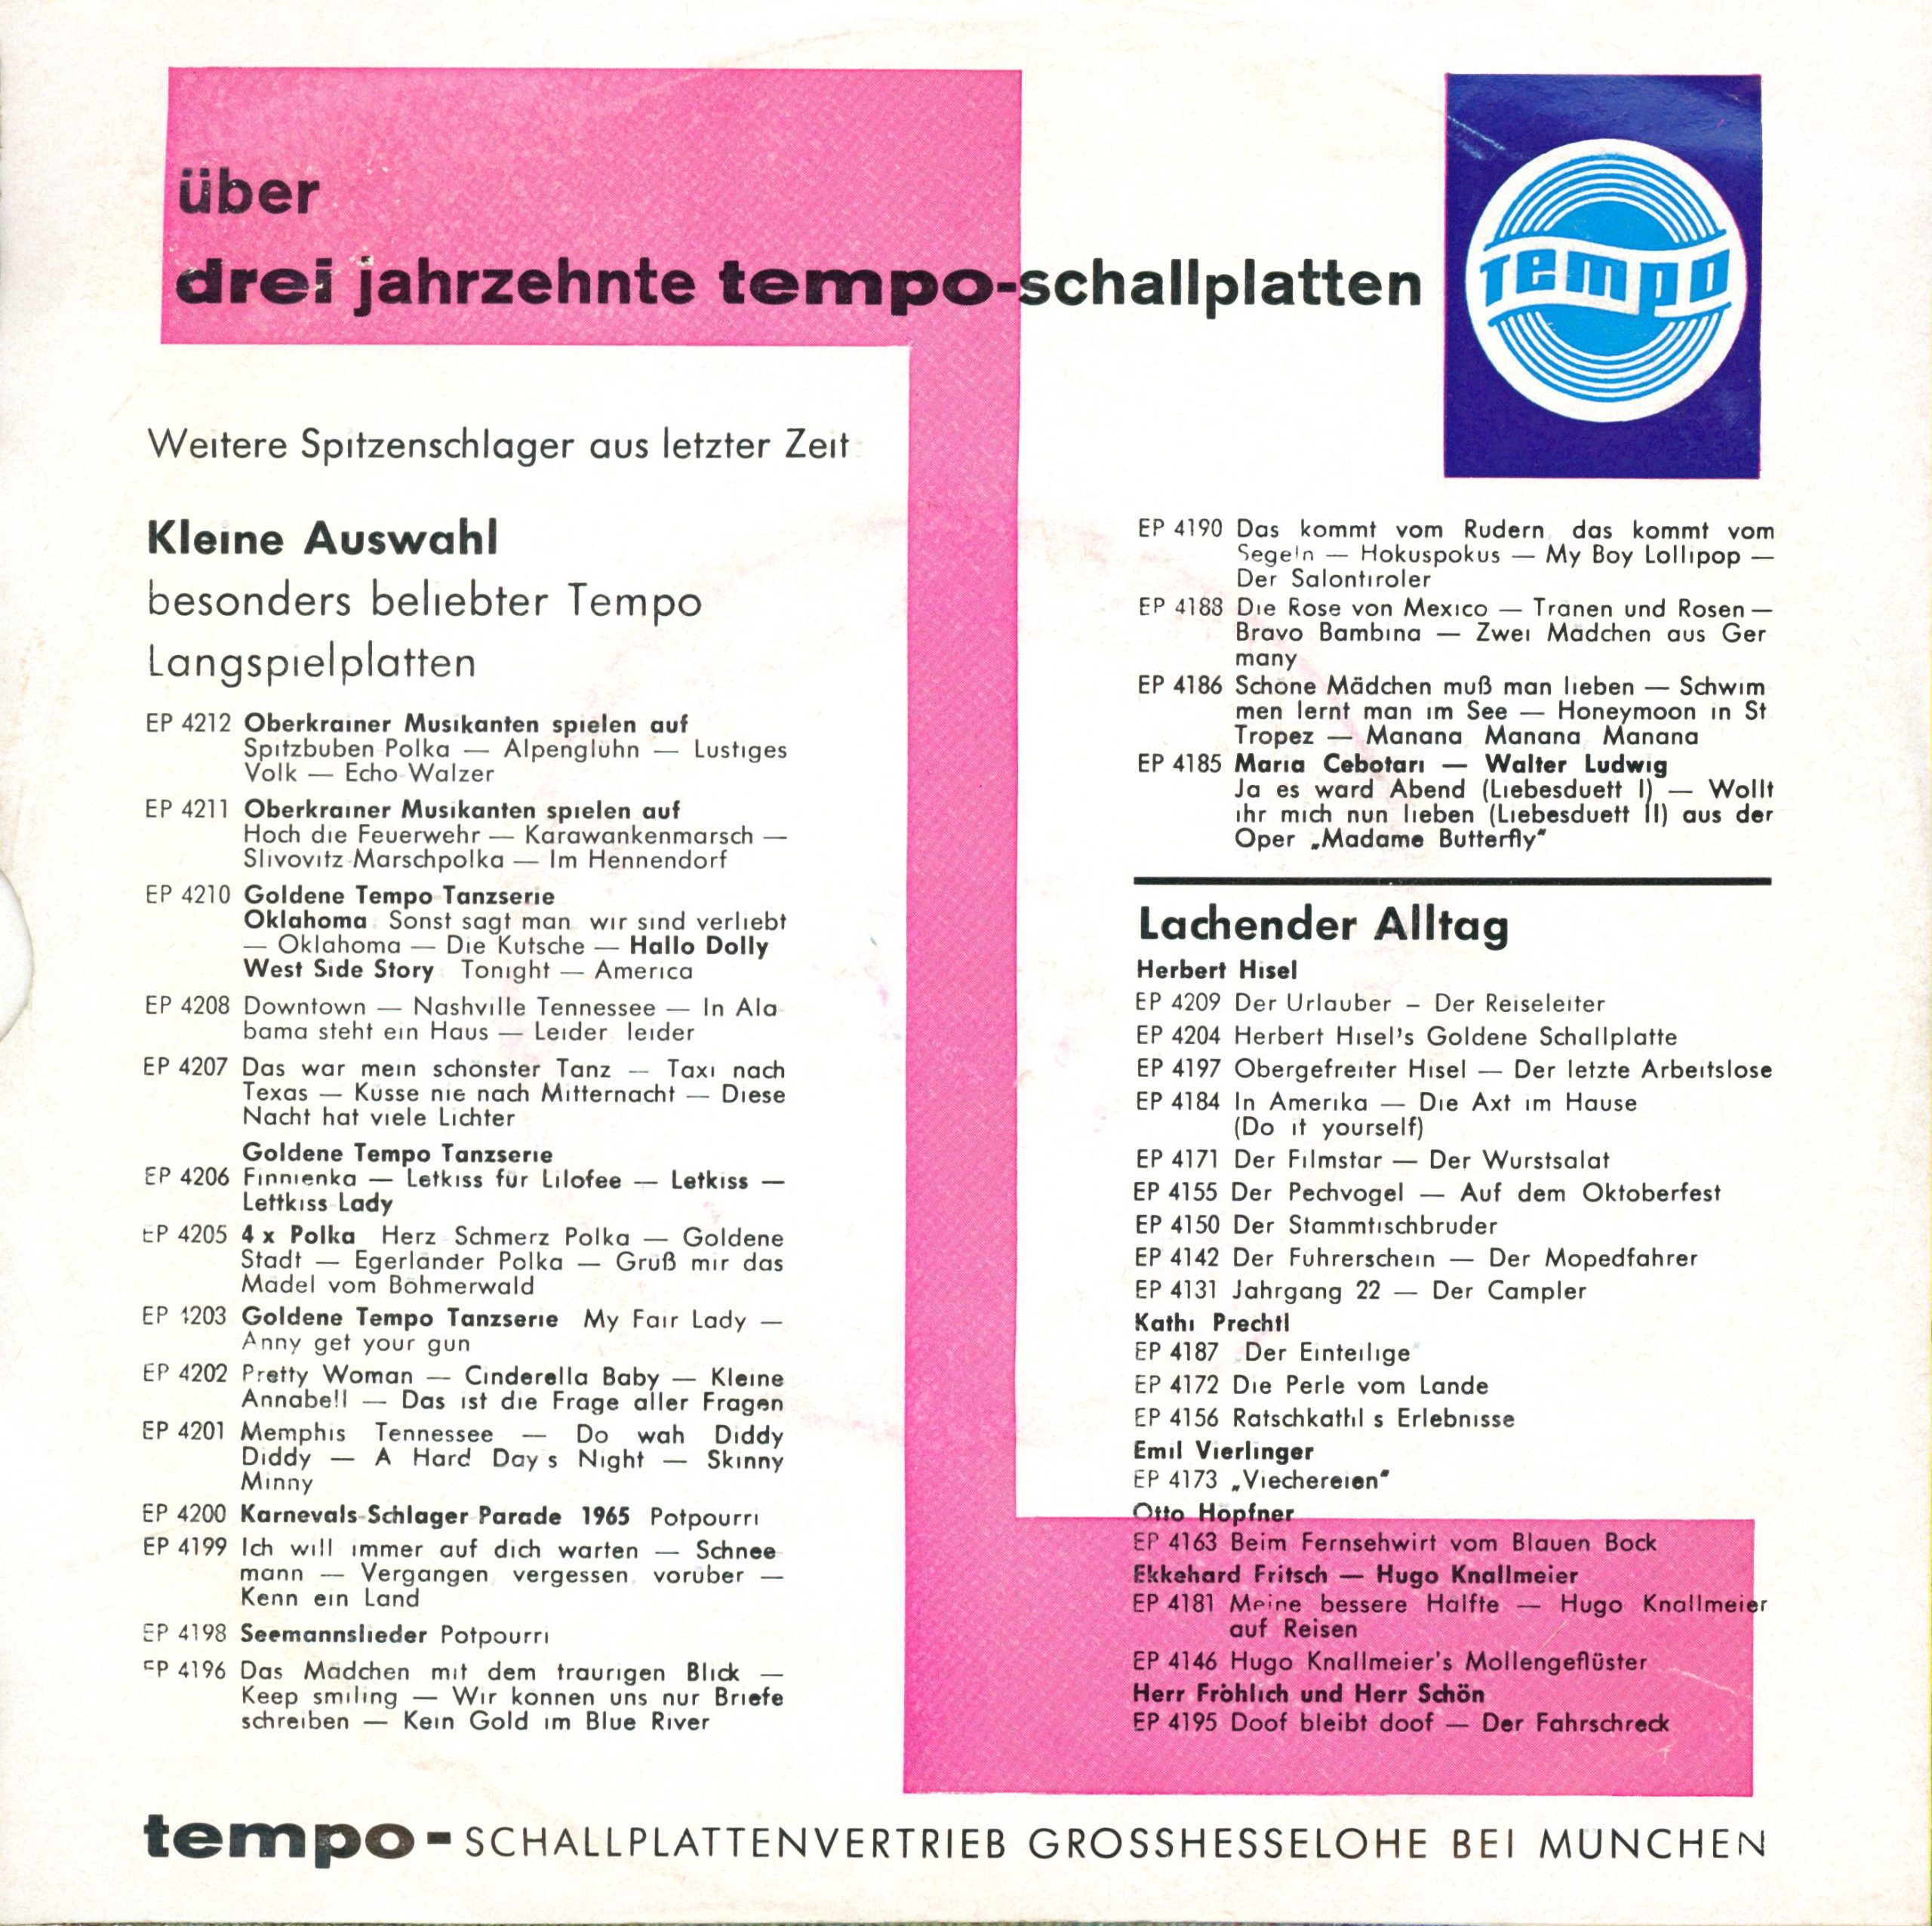 über
drei jahrzehnte tempo-schallplatten
TEMPO
Weitere Spitzenschlager aus letzter Zeit
Kleine Auswahl
besonders beliebter Tempo
Langspielplatten
EP 4212 Oberkrainer Musikanten spielen auf
Spitzbuben Polka — Alpenglühn — Lustiges
Volk — Echo-Walzer
EP 4211 Oberkrainer Musikanten spielen auf
Hoch die Feuerwehr — Karawankenmarsch —
Slivovitz-Marschpolka — Im Hennendorf
EP 4210 Goldene Tempo-Tanzserie
Oklahoma: Sonst sagt man, wir sind verliebt
— Oklahoma — Die Kutsche — Hallo Dolly
West Side Story: Tonight — America
EP 4208 Downtown — Nashville Tennessee — In Ala-
bama steht ein Haus — Leider leider
EP 4207 Das war mein schönster Tanz — Taxi nach
Texas — Küsse nie nach Mitternacht — Diese
Nacht hat viele Lichter
Goldene Tempo Tanzserie
EP 4206 Finnienka — Letkiss für Lilofee — Letkiss —
Lettkiss Lady
EP 4205 4 x Polka Herz Schmerz Polka — Goldene
Stadt — Egerländer Polka — Grüß mir das
Mädel vom Böhmerwald
EP 4203 Goldene Tempo Tanzserie My Fair Lady —
Anny get your gun
EP 4202 Pretty Woman — Cinderella Baby — Kleine
Annabell — Das ist die Frage aller Fragen
EP 4201 Memphis Tennessee — Do wah Diddy
Diddy — A Hard Day's Night — Skinny
Minny
EP 4200 Karnevals-Schlager Parade 1965 Potpourri
EP 4199 Ich will immer auf dich warten — Schnee-
mann — Vergangen, vergessen, vorüber —
Kenn ein Land
EP 4198 Seemannslieder Potpourri
EP 4196 Das Mädchen mit dem traurigen Blick —
Keep smiling — Wir können uns nur Briefe
schreiben — Kein Gold im Blue River
EP 4190 Das kommt vom Rudern, das kommt vom
Segeln — Hokuspokus — My Boy Lollipop —
Der Salontiroler
EP 4188 Die Rose von Mexico — Tränen und Rosen —
Bravo Bambina — Zwei Mädchen aus Ger
many
EP 4186 Schöne Mädchen muß man lieben — Schwim
men lernt man im See — Honeymoon in St
Tropez — Manana Manana Manana
EP 4185 Maria Cebotari — Walter Ludwig
Ja es ward Abend (Liebesduett I) — Wollt
ihr mich nun lieben (Liebesduett II) aus der
Oper „Madame Butterfly“
Lachender Alltag
Herbert Hisel
EP 4209 Der Urlauber – Der Reiseleiter
EP 4204 Herbert Hisel's Goldene Schallplatte
EP 4197 Obergefreiter Hisel — Der letzte Arbeitslose
EP 4184 In Amerika — Die Axt im Hause
(Do it yourself)
EP 4171 Der Filmstar — Der Wurstsalat
EP 4155 Der Pechvogel — Auf dem Oktoberfest
EP 4150 Der Stammtischbruder
EP 4142 Der Führerschein — Der Mopedfahrer
EP 4131 Jahrgang 22 — Der Campler
Kathi Prechtl
EP 4187 Der Einteilige
EP 4172 Die Perle vom Lande
EP 4156 Ratschkathl s Erlebnisse
Emil Vierlinger
EP 4173 „Viechereien“
Otto Höpfner
EP 4163 Beim Fernsehwirt vom Blauen Bock
Ekkehard Fritsch — Hugo Knallmeier
EP 4181 Meine bessere Hälfte — Hugo Knallmeier
auf Reisen
EP 4146 Hugo Knallmeier's Mollengeflüster
Herr Fröhlich und Herr Schön
EP 4195 Doof bleibt doof — Der Fahrschreck
tempo-SCHALLPLATTENVERTRIEB GROSSHESSELOHE BEI MÜNCHEN